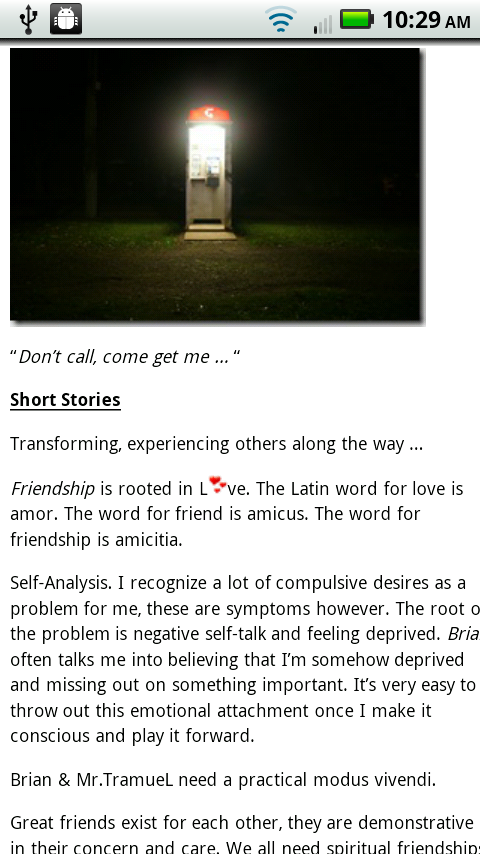 10:29 AM
“Don’t call, come get me ... “
Short Stories
Transforming, experiencing others along the way ...
Friendship is rooted in L ve. The Latin word for love is
amor. The word for friend is amicus. The word for
friendship is amicitia.
Self-Analysis. I recognize a lot of compulsive desires as a
problem for me, these are symptoms however. The root o
the problem is negative self-talk and feeling deprived. Bria
often talks me into believing that I’m somehow deprived
and missing out on something important. It’s very easy to
throw out this emotional attachment once I make it
conscious and play it forward.
Brian & Mr.TramueL need a practical modus vivendi.
Great friends exist for each other, they are demonstrative
in their concern and care. We all need spiritual friendships